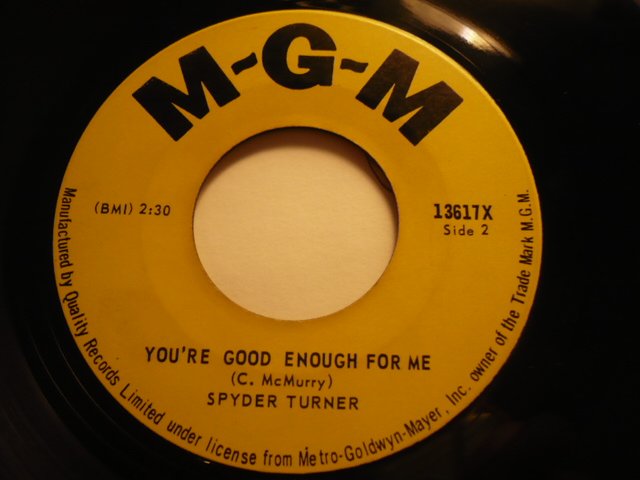 M-G-M
(BMI) 2:30
13617X
Side 2
YOU'RE GOOD ENOUGH FOR ME
(C. McMurry)
SPYDER TURNER
Manufactured by Quality Records Limited under license from Metro-Goldwyn-Mayer, Inc. owner of the Trade Mark M.G.M.